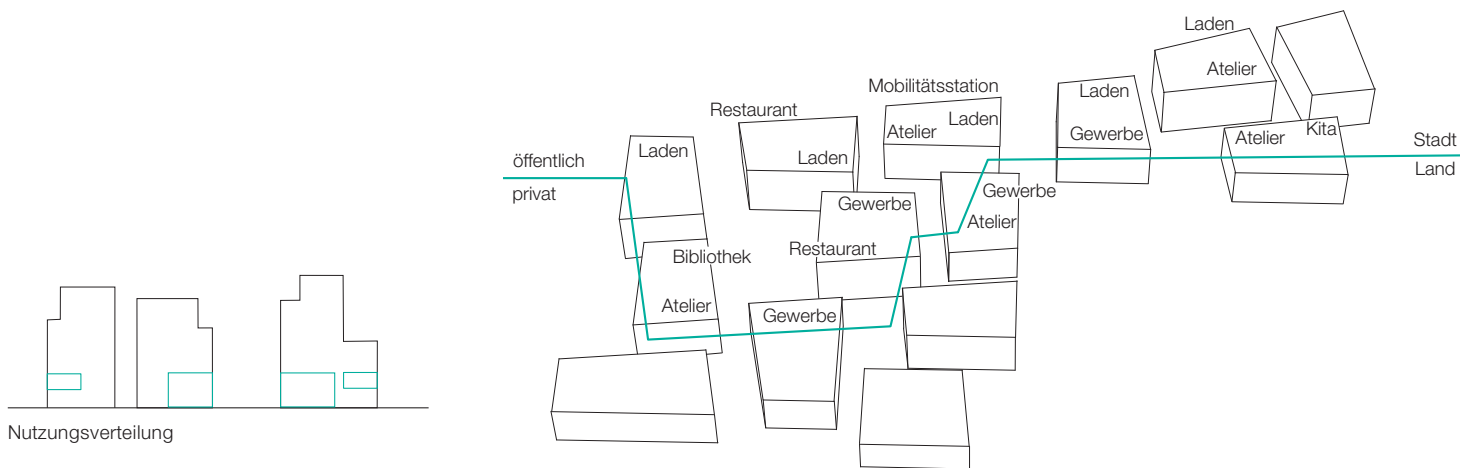 Laden
Atelier
Mobilitätsstation
Laden
Restaurant
Laden
Atelier
Gewerbe
Atelier
Kita
Stadt
Land
öffentlich
privat
Laden
Laden
Gewerbe
Gewerbe
Atelier
Bibliothek
Restaurant
Atelier
Gewerbe
Nutzungsverteilung